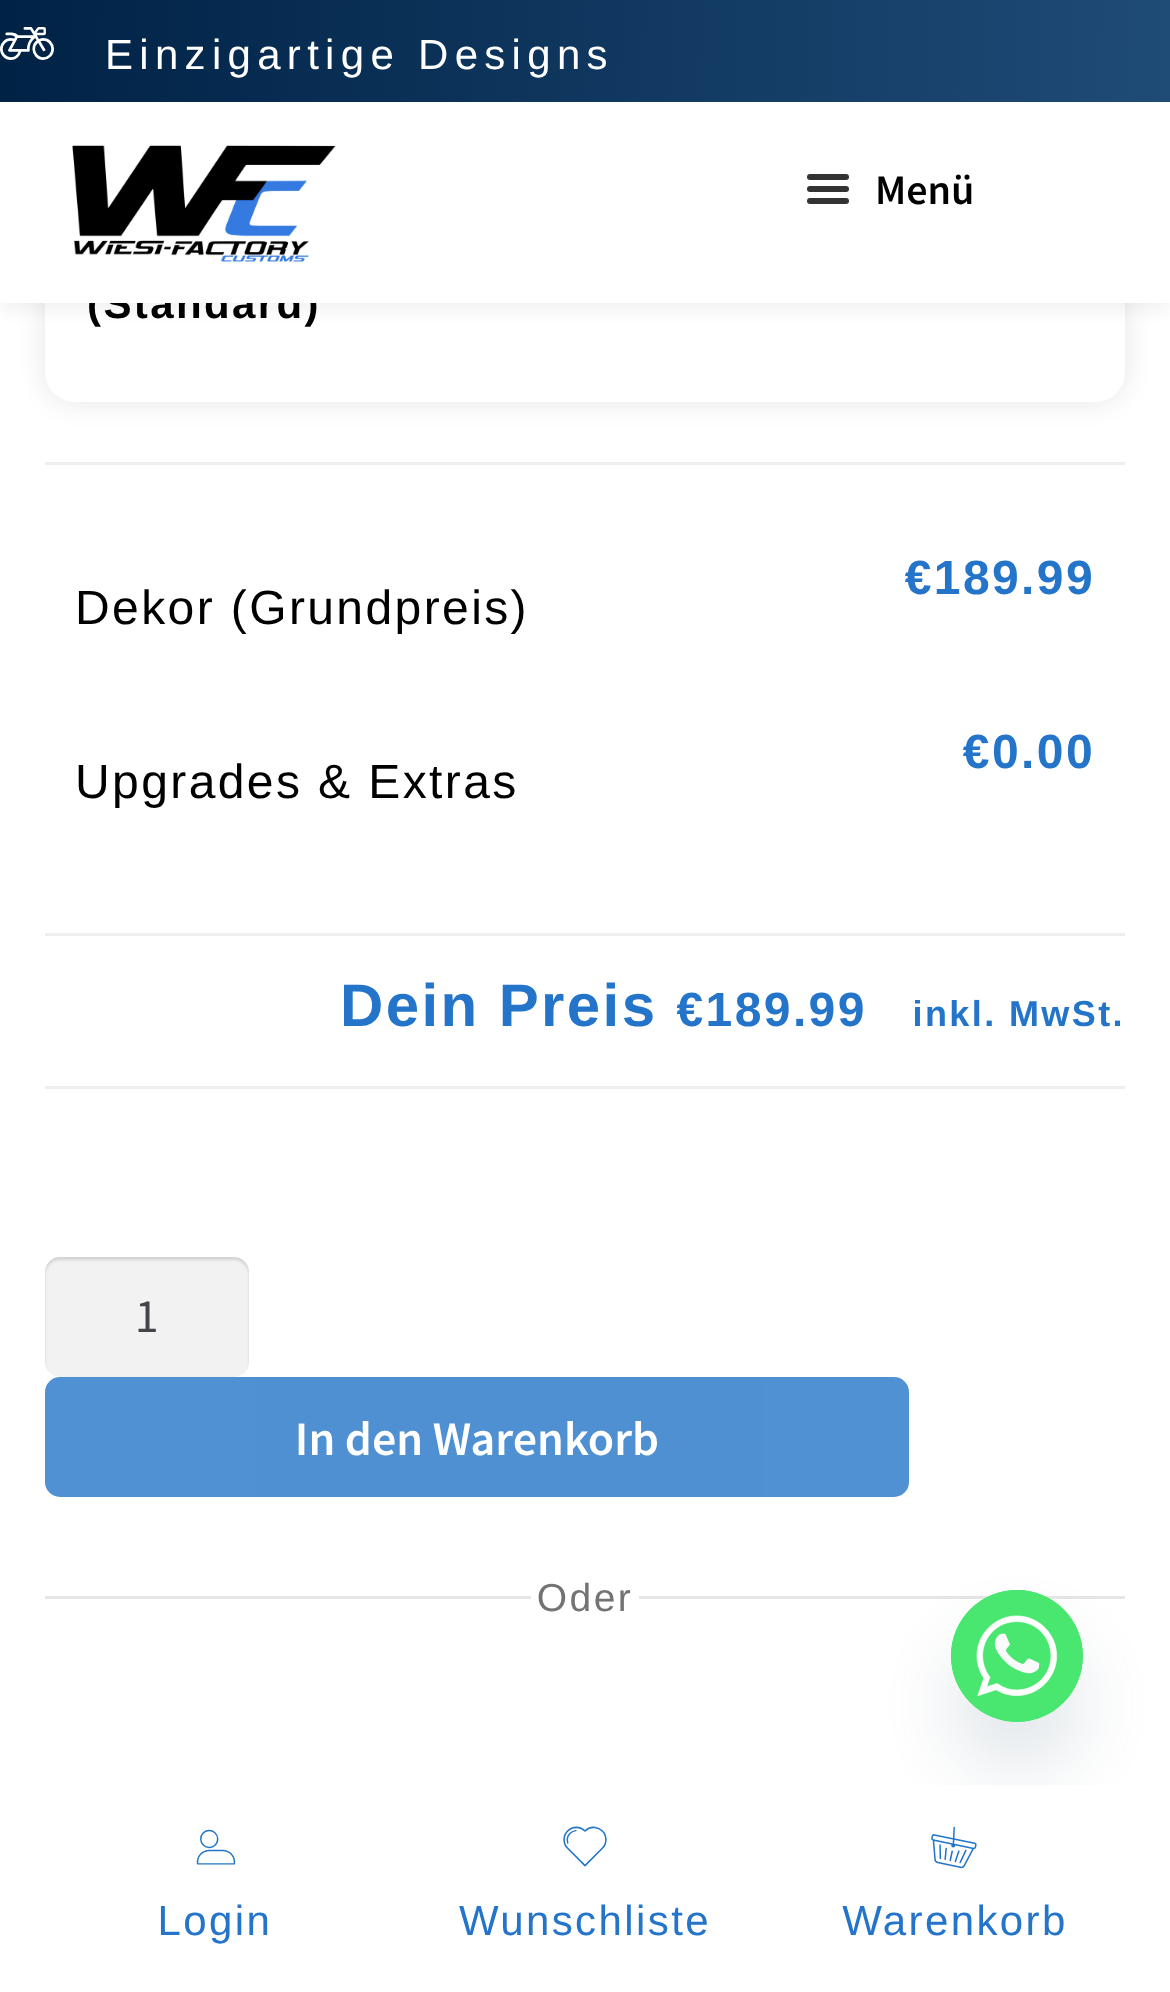 Einzigartige Designs
WFC
WIESI-FACTORY
CUSTOMS
Menü
(Standard)
Dekor (Grundpreis)
€189.99
Upgrades & Extras
€0.00
Dein Preis €189.99 inkl. MwSt.
1
In den Warenkorb
Oder
Login
Wunschliste
Warenkorb